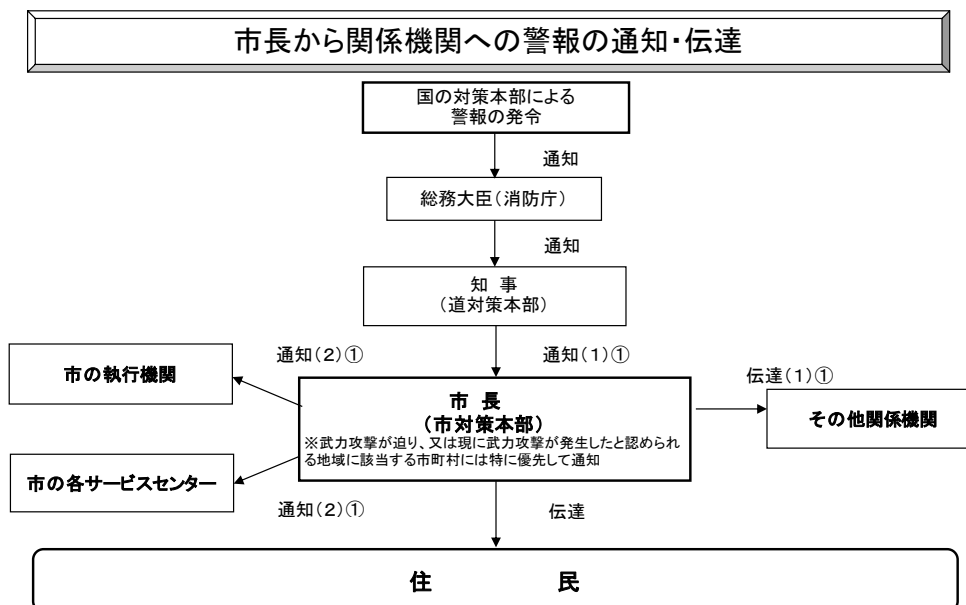 市長から関係機関への警報の通知・伝達
国の対策本部による
警報の発令
通知
総務大臣(消防庁)
通知
知 事
(道対策本部)
通知(2)①
通知(1)①
市の執行機関
伝達(1)①
市 長
(市対策本部)
※武力攻撃が迫り、又は現に武力攻撃が発生したと認められ
る地域に該当する市町村には特に優先して通知
その他関係機関
市の各サービスセンター
通知(2)①
伝達
住 民